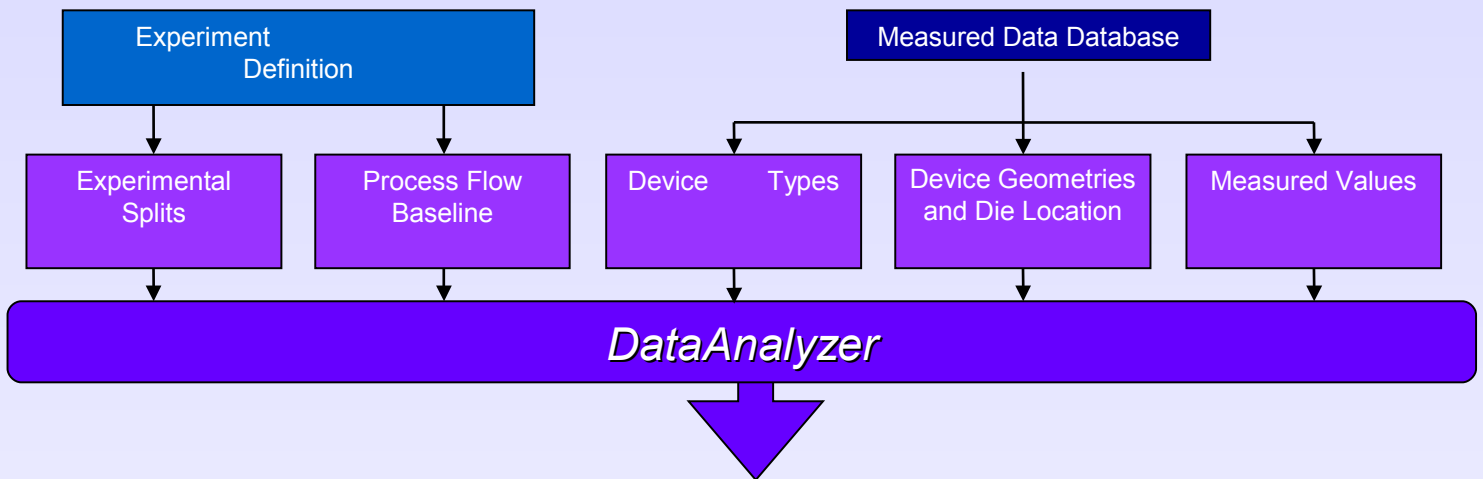 Experiment
Definition
Measured Data Database
Experimental
Splits
Process Flow
Baseline
Device Types
Device Geometries
and Die Location
Measured Values
DataAnalyzer